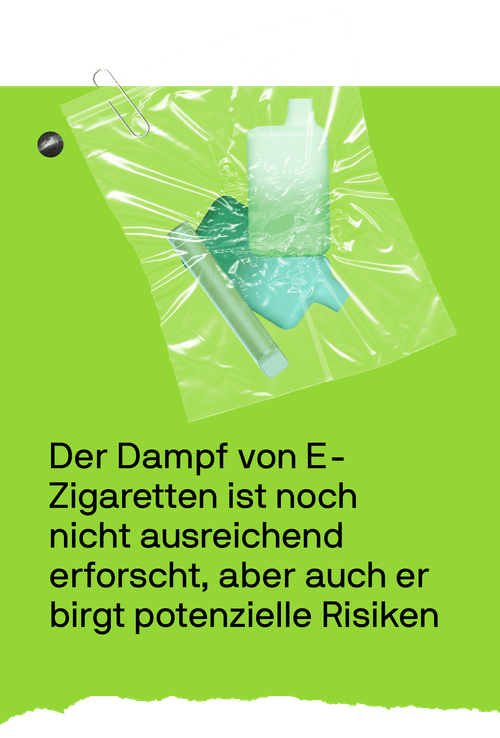 Der Dampf von E-
Zigaretten ist noch
nicht ausreichend
erforscht, aber auch er
birgt potenzielle Risiken